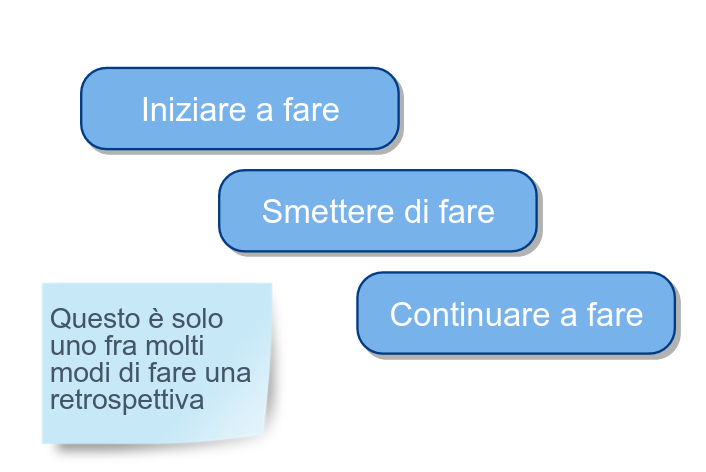 Iniziare a fare
Smettere di fare
Continuare a fare
Questo è solo
uno fra molti
modi di fare una
retrospettiva